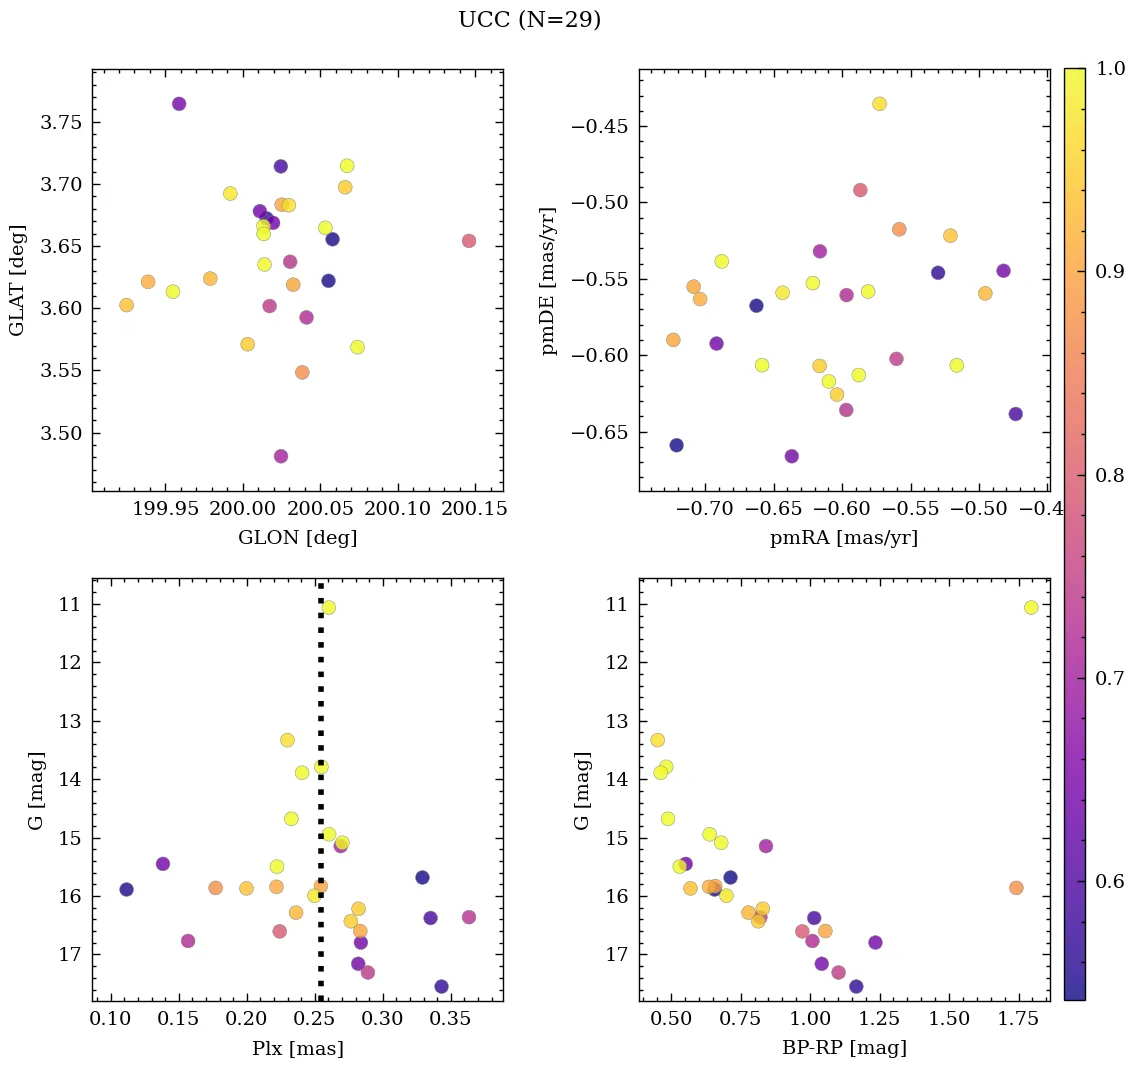 UCC (N=29)
3.75
3.70
3.65
3.60
3.55
3.50
GLAT [deg]
199.95 200.00 200.05 200.10 200.15
GLON [deg]
−0.45
−0.50
−0.55
−0.60
−0.65
pmDE [mas/yr]
−0.70 −0.65 −0.60 −0.55 −0.50 −0.4
pmRA [mas/yr]
1.0
0.9
0.8
0.7
0.6
11
12
13
14
15
16
17
G [mag]
0.10 0.15 0.20 0.25 0.30 0.35
Plx [mas]
11
12
13
14
15
16
17
G [mag]
0.50 0.75 1.00 1.25 1.50 1.75
BP-RP [mag]